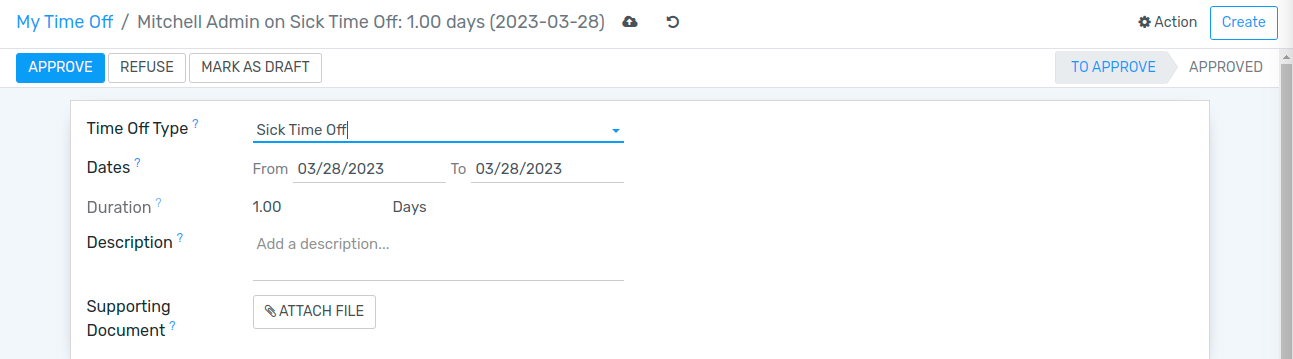 My Time Off / Mitchell Admin on Sick Time Off: 1.00 days (2023-03-28) Action Create
APPROVE REFUSE MARK AS DRAFT TO APPROVE APPROVED
Time Off Type ? Sick Time Off
Dates ? From 03/28/2023 To 03/28/2023
Duration ? 1.00 Days
Description ? Add a description...
Supporting
Document ? ATTACH FILE